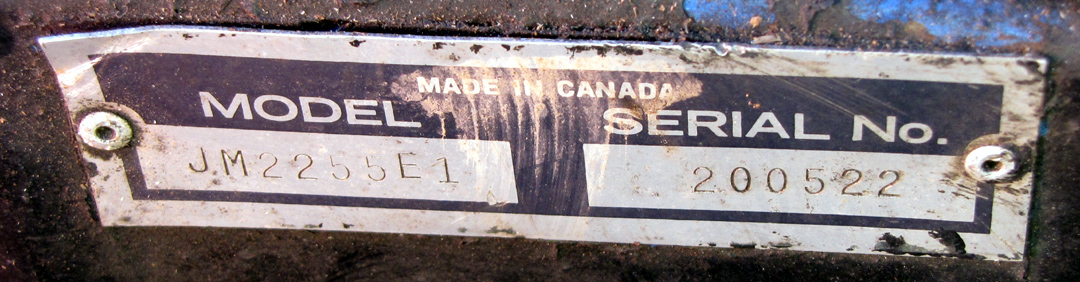 MADE IN CANADA
MODEL SERIAL No.
JM2255E1 200522